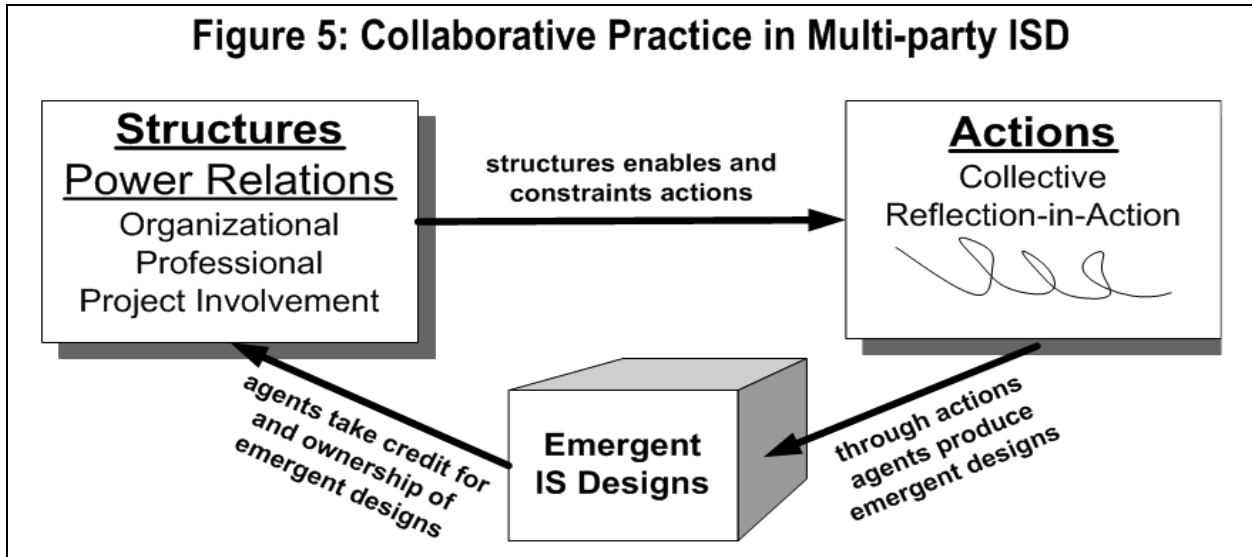 Figure 5: Collaborative Practice in Multi-party ISD
Structures
Power Relations
Organizational
Professional
Project Involvement
structures enables and
constraints actions
Actions
Collective
Reflection-in-Action
agents take credit for
and ownership of
emergent designs
Emergent
IS Designs
through actions
agents produce
emergent designs